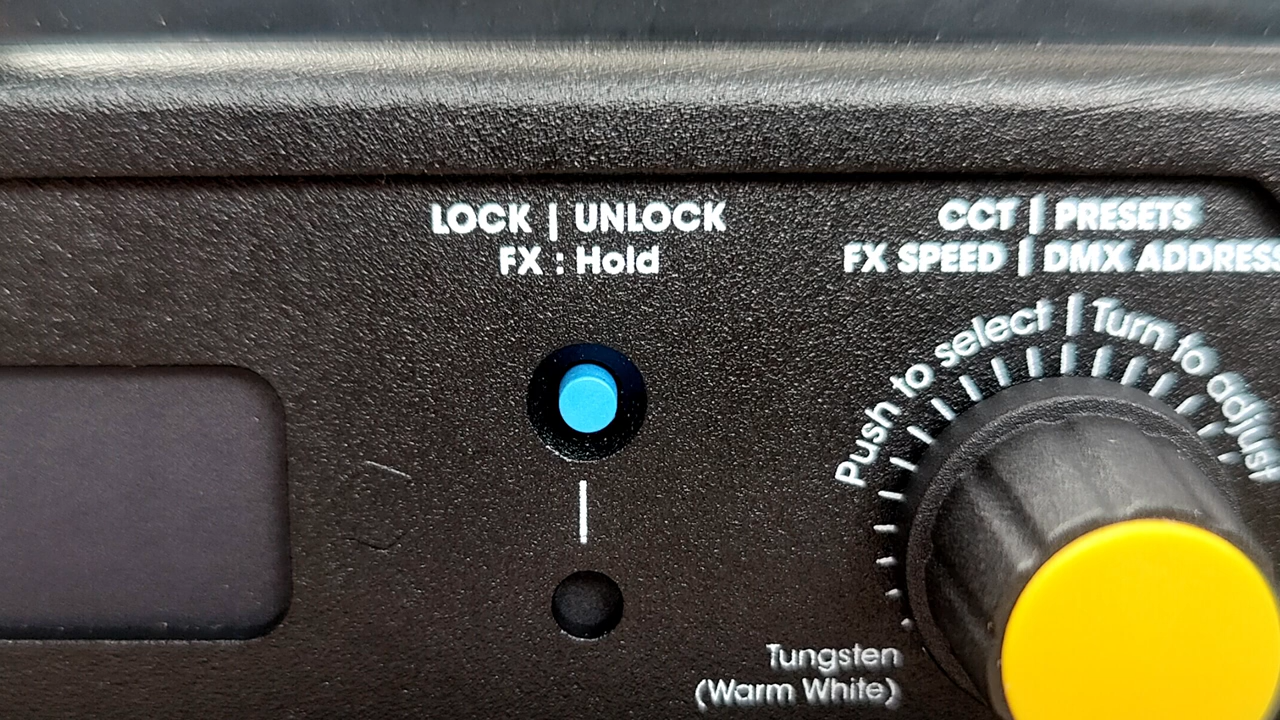 LOCK | UNLOCK
FX : Hold
CCT | PRESETS
FX SPEED | DMX ADDRESS
Push to select | Turn to adjust
Tungsten
(Warm White)